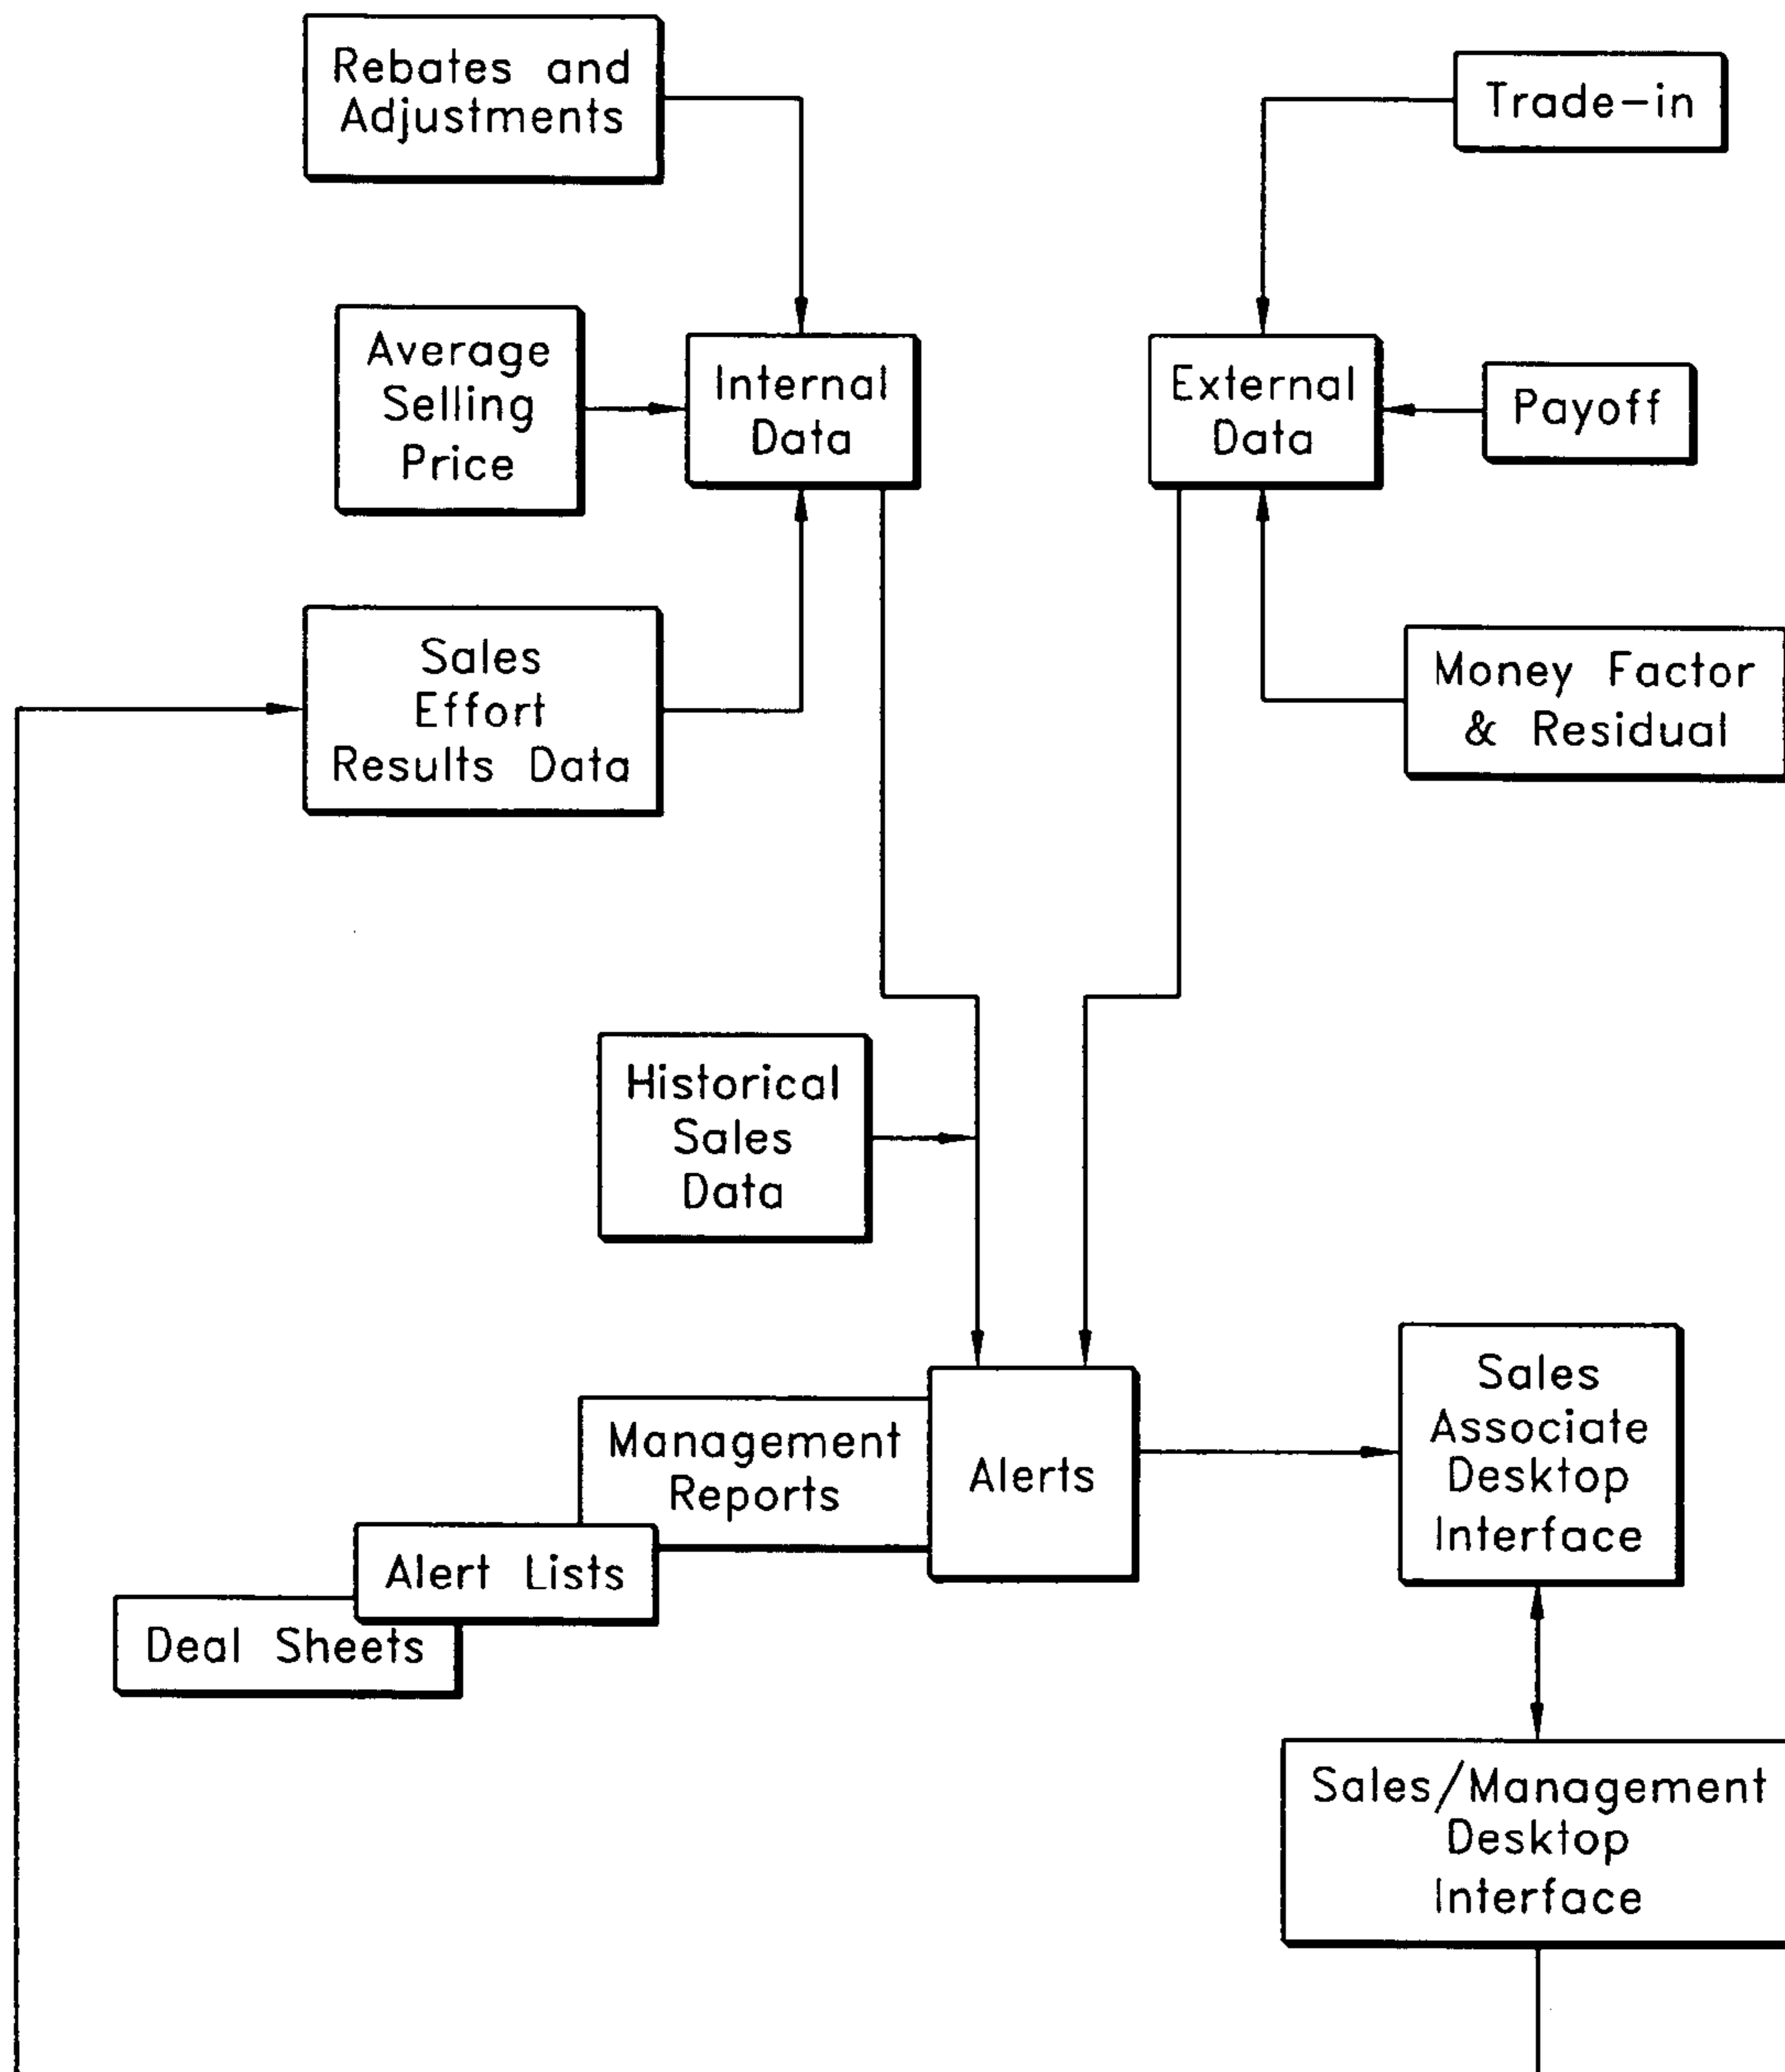 Rebates and
Adjustments
Trade-in
Average
Selling
Price
Internal
Data
External
Data
Payoff
Sales
Effort
Results Data
Money Factor
& Residual
Historical
Sales
Data
Management
Reports
Alerts
Sales
Associate
Desktop
Interface
Alert Lists
Deal Sheets
Sales/Management
Desktop
Interface